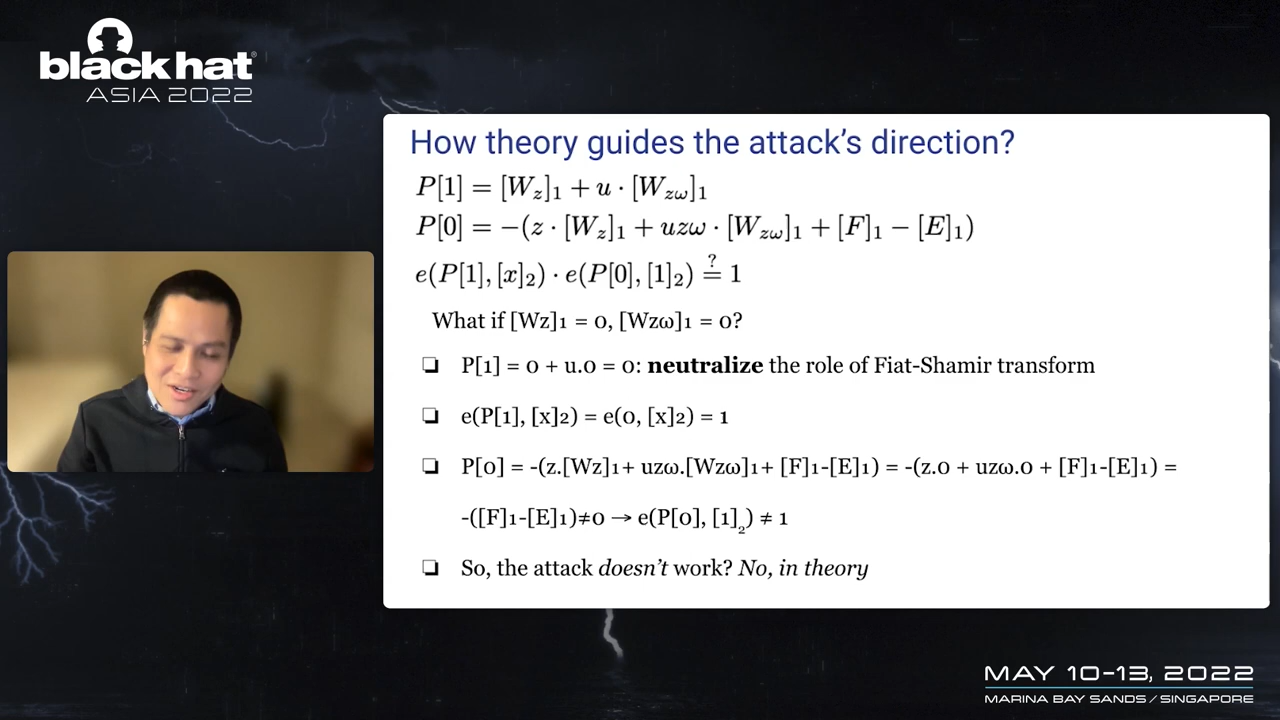 black hat®
ASIA 2022
How theory guides the attack's direction?
P[1] = [W_z]_1 + u · [W_{zω}]_1
P[0] = −(z · [W_z]_1 + uzω · [W_{zω}]_1 + [F]_1 − [E]_1)
e(P[1], [x]_2) · e(P[0], [1]_2) ≟ 1
What if [Wz]₁ = 0, [Wzω]₁ = 0?
❑ P[1] = 0 + u.0 = 0: neutralize the role of Fiat-Shamir transform
❑ e(P[1], [x]₂) = e(0, [x]₂) = 1
❑ P[0] = -(z.[Wz]₁+ uzω.[Wzω]₁+ [F]₁-[E]₁) = -(z.0 + uzω.0 + [F]₁-[E]₁) =
-([F]₁-[E]₁)≠0 → e(P[0], [1]₂) ≠ 1
❑ So, the attack doesn't work? No, in theory
MAY 10-13, 2022
MARINA BAY SANDS / SINGAPORE